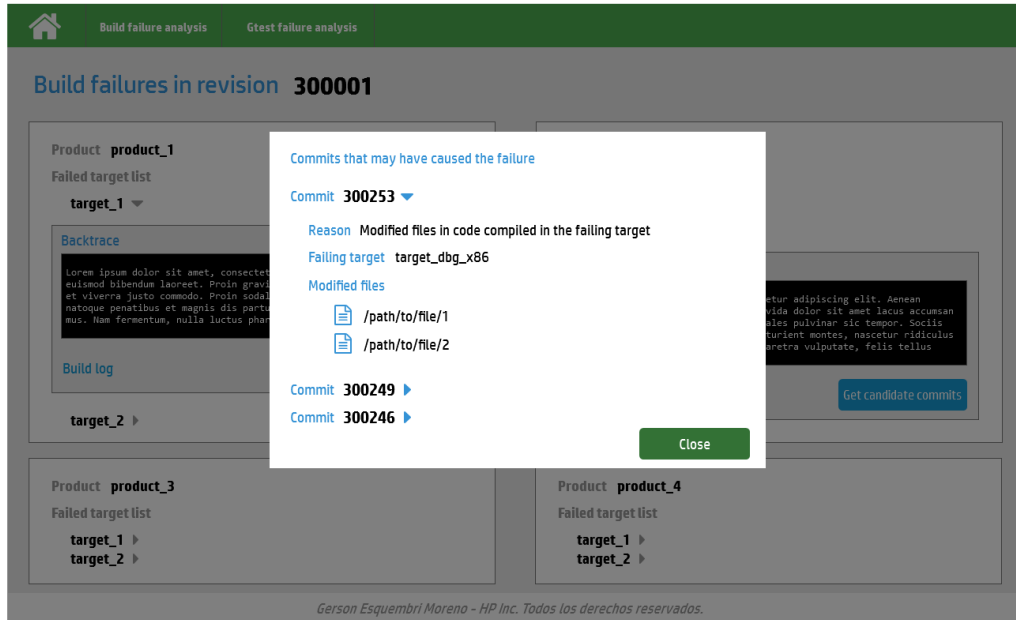 Build failure analysis
Gtest failure analysis
Build failures in revision 300001
Product product_1
Failed target list
target_1
Backtrace
Lorem ipsum dolor sit amet, consectet
euismod bibendum laoreet. Proin gravi
et viverra justo commodo. Proin sodal
natoque penatibus et magnis dis partu
mus. Nam fermentum, nulla luctus phar
Build log
target_2
Commits that may have caused the failure
Commit 300253
Reason Modified files in code compiled in the failing target
Failing target target_dbg_x86
Modified files
/path/to/file/1
/path/to/file/2
Commit 300249
Commit 300246
Close
etur adipiscing elit. Aenean
vida dolor sit amet lacus accumsan
ales pulvinar sic tempor. Sociis
turient montes, nascetur ridiculus
aretra vulputate, felis tellus
Get candidate commits
Product product_3
Failed target list
target_1
target_2
Product product_4
Failed target list
target_1
target_2
Gerson Esquembri Moreno - HP Inc. Todos los derechos reservados.